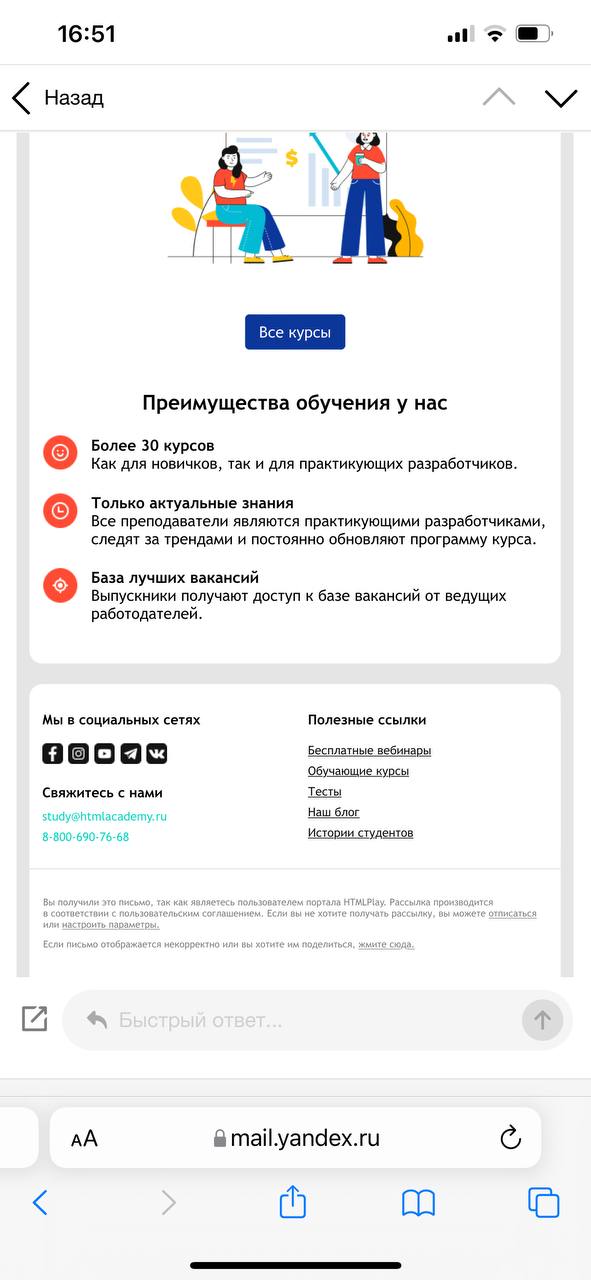 16:51
Назад
$
Все курсы
Преимущества обучения у нас
Более 30 курсов
Как для новичков, так и для практикующих разработчиков.
Только актуальные знания
Все преподаватели являются практикующими разработчиками,
следят за трендами и постоянно обновляют программу курса.
База лучших вакансий
Выпускники получают доступ к базе вакансий от ведущих
работодателей.
Мы в социальных сетях
Свяжитесь с нами
study@htmlacademy.ru
8-800-690-76-68
Полезные ссылки
Бесплатные вебинары
Обучающие курсы
Тесты
Наш блог
Истории студентов
Вы получили это письмо, так как являетесь пользователем портала HTMLPlay. Рассылка производится
в соответствии с пользовательским соглашением. Если вы не хотите получать рассылку, вы можете отписаться
или настроить параметры.
Если письмо отображается некорректно или вы хотите им поделиться, жмите сюда.
Быстрый ответ...
AA
mail.yandex.ru